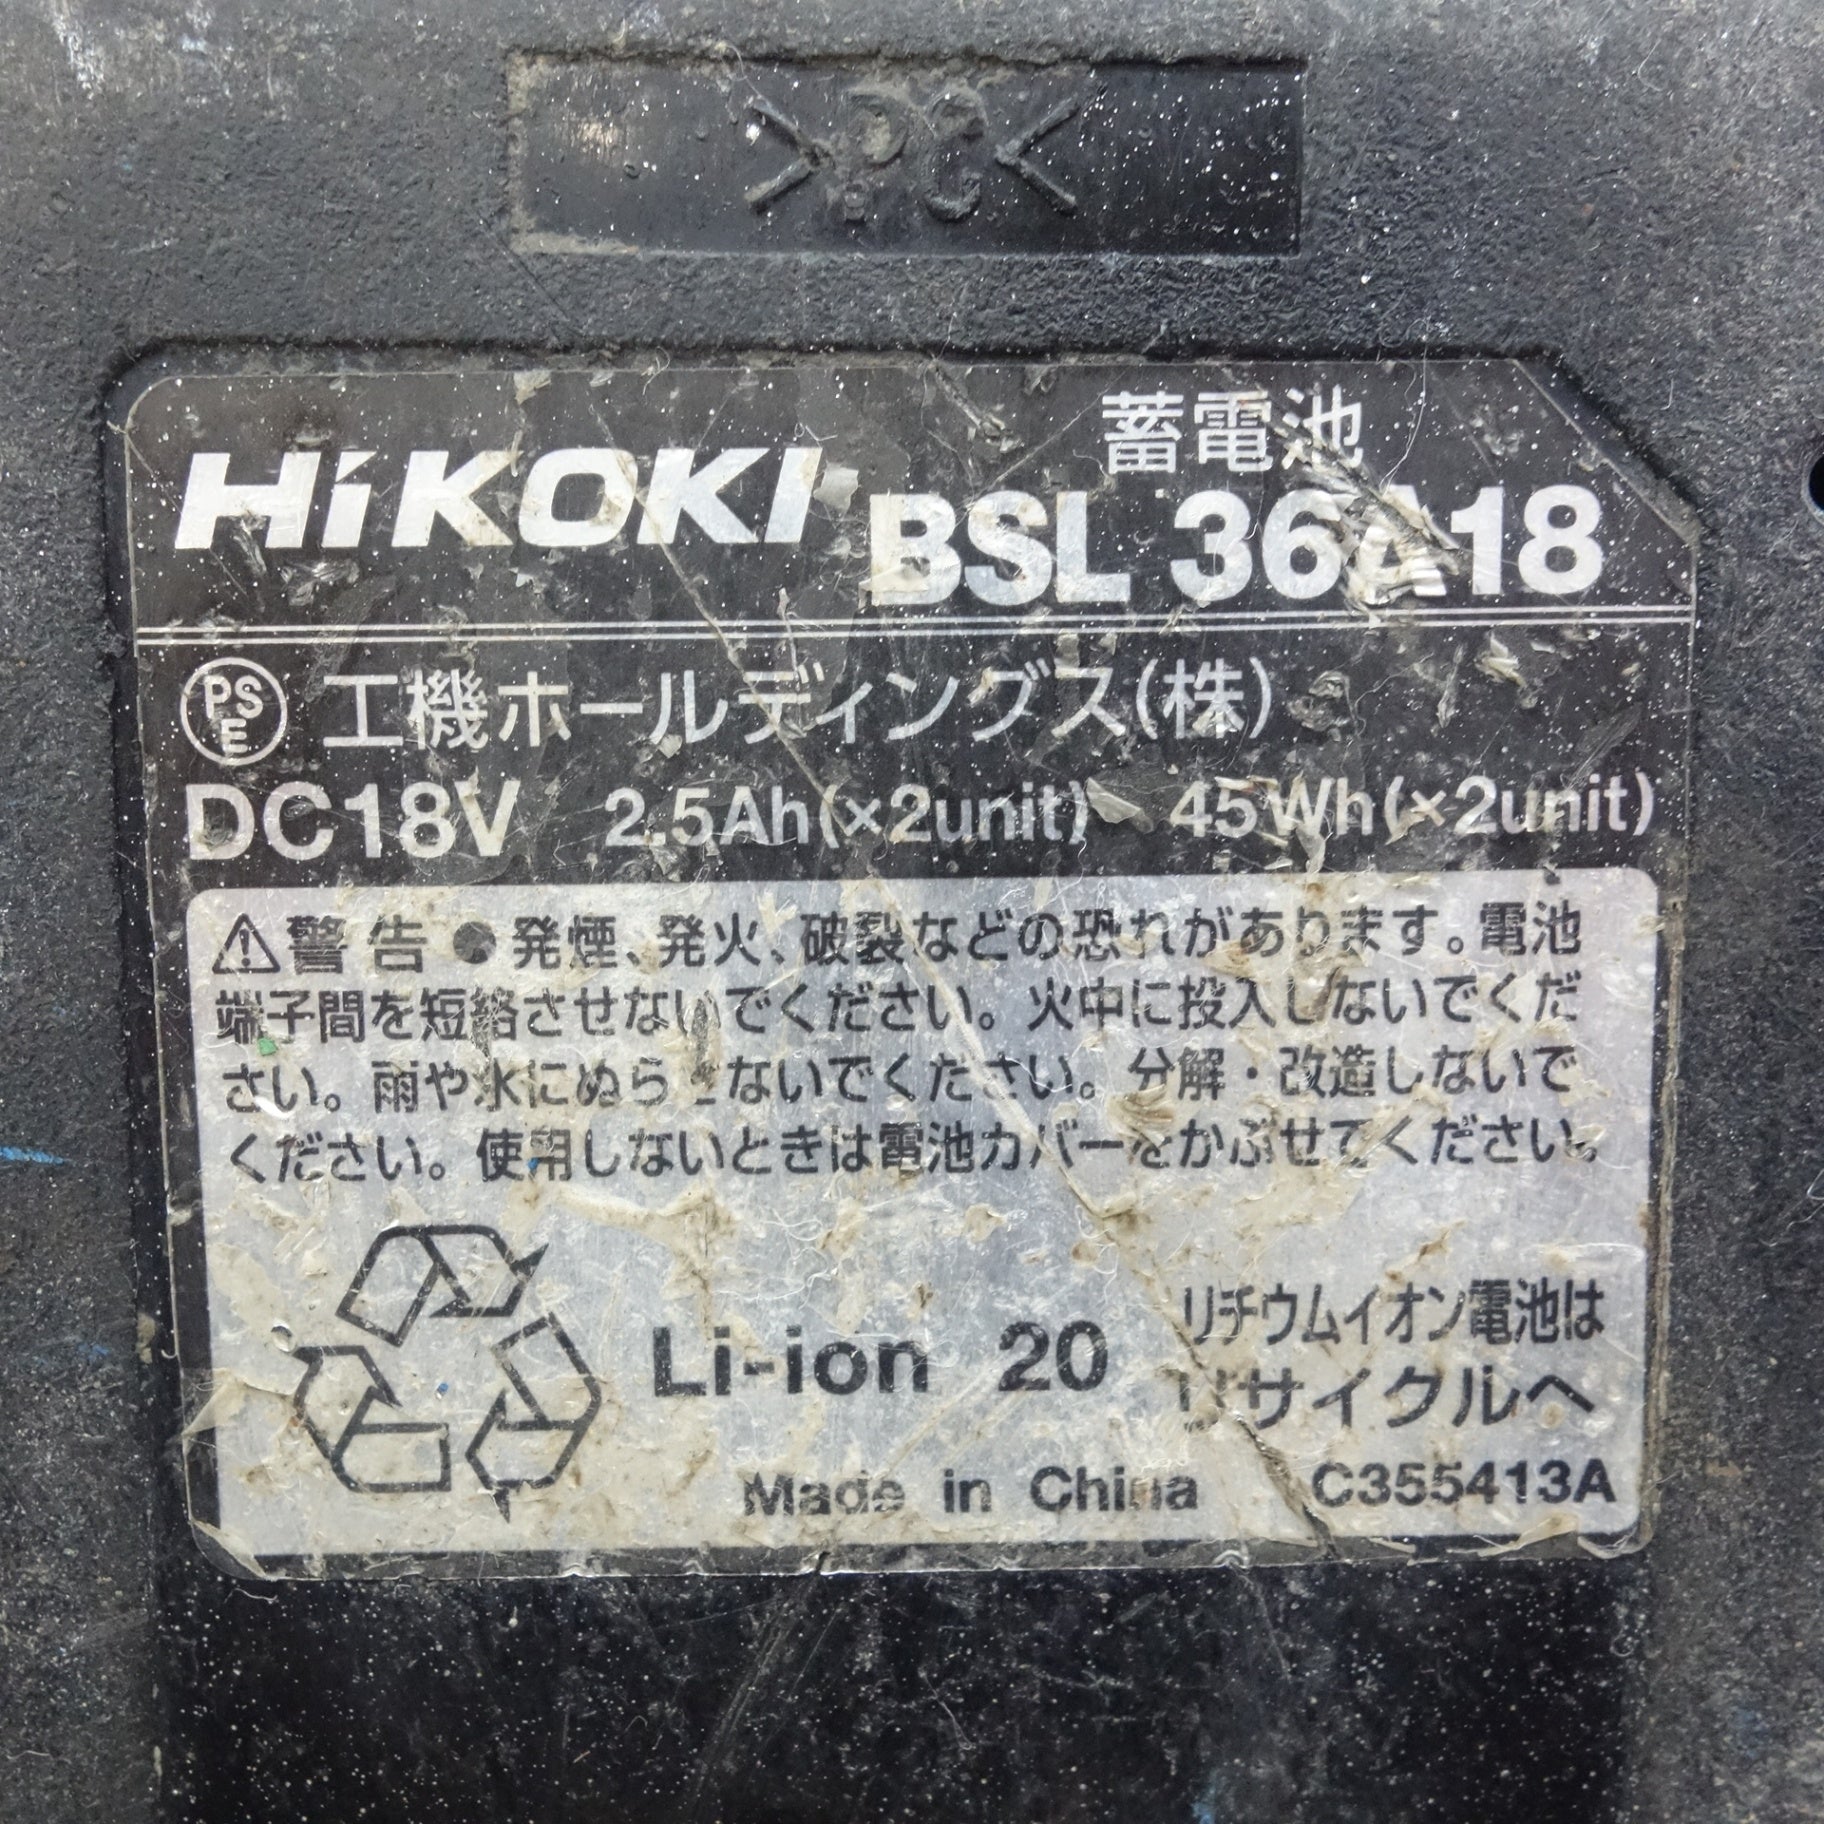 >PC<
HiKOKI
蓄電池
BSL 36A18
PSE 工機ホールディングス(株)
DC18V 2.5Ah(×2unit) 45Wh(×2unit)
⚠警告 ●発煙、発火、破裂などの恐れがあります。電池
端子間を短絡させないでください。火中に投入しないでくだ
さい。雨や水にぬらせないでください。分解・改造しないで
ください。使用しないときは電池カバーをかぶせてください。
Li-ion 20
リチウムイオン電池は
リサイクルへ
Made in China C355413A